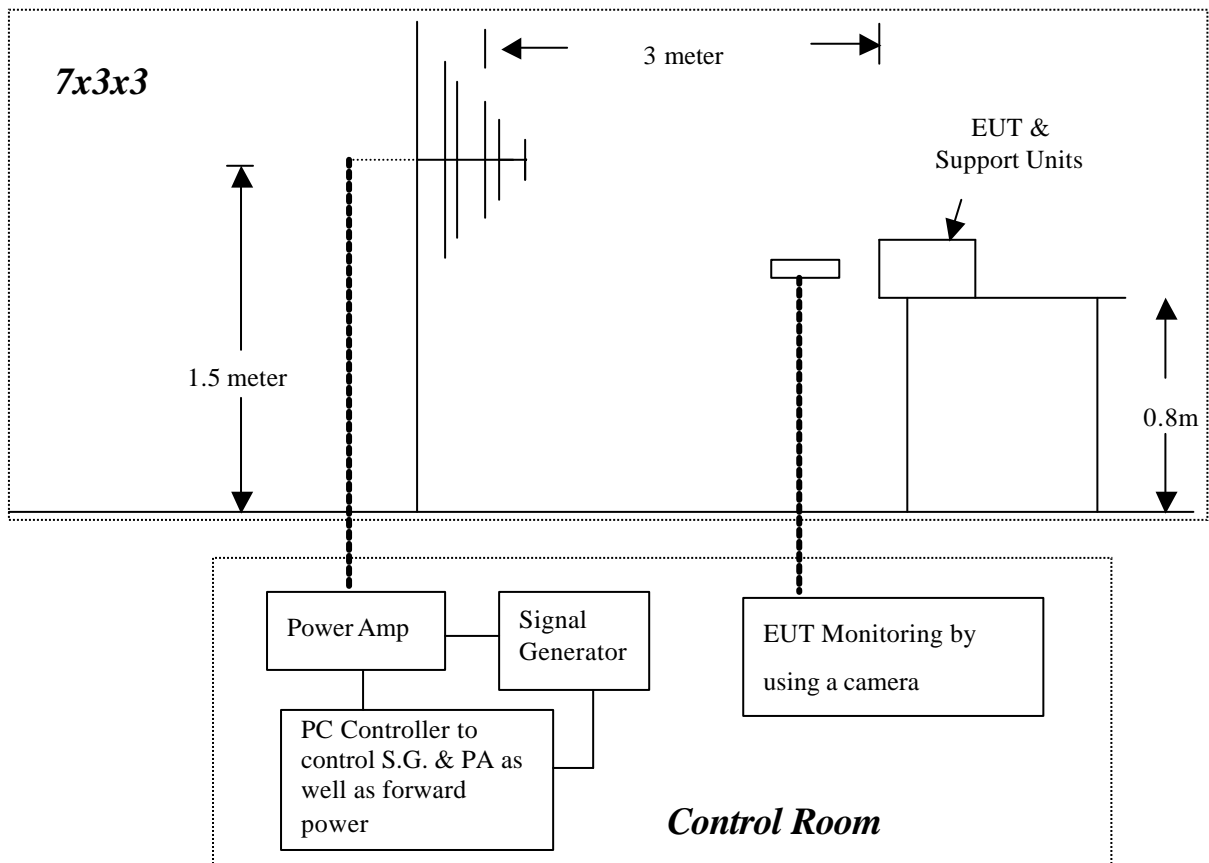 3 meter
7x3x3
EUT &
Support Units
1.5 meter
0.8m
Power Amp
Signal
Generator
EUT Monitoring by
using a camera
PC Controller to
control S.G. & PA as
well as forward
power
Control Room